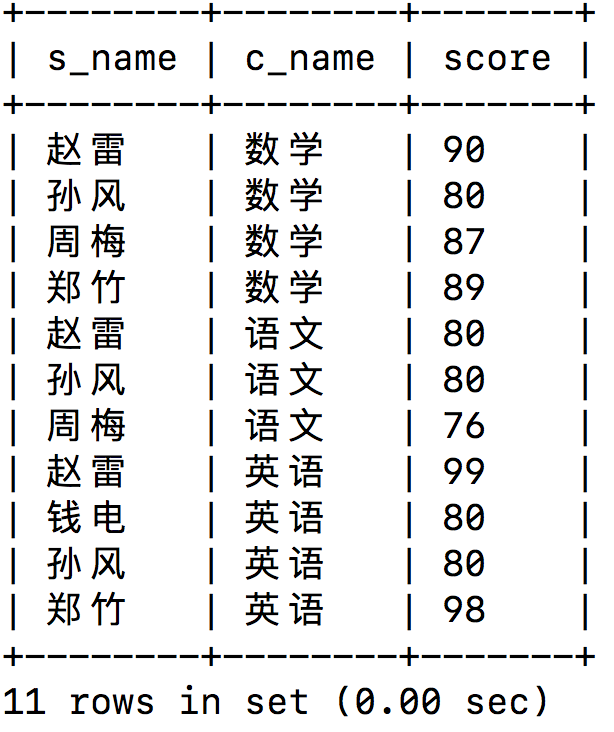 +--------+--------+-------+
| s_name | c_name | score |
+--------+--------+-------+
| 赵雷   | 数学   | 90    |
| 孙风   | 数学   | 80    |
| 周梅   | 数学   | 87    |
| 郑竹   | 数学   | 89    |
| 赵雷   | 语文   | 80    |
| 孙风   | 语文   | 80    |
| 周梅   | 语文   | 76    |
| 赵雷   | 英语   | 99    |
| 钱电   | 英语   | 80    |
| 孙风   | 英语   | 80    |
| 郑竹   | 英语   | 98    |
+--------+--------+-------+
11 rows in set (0.00 sec)